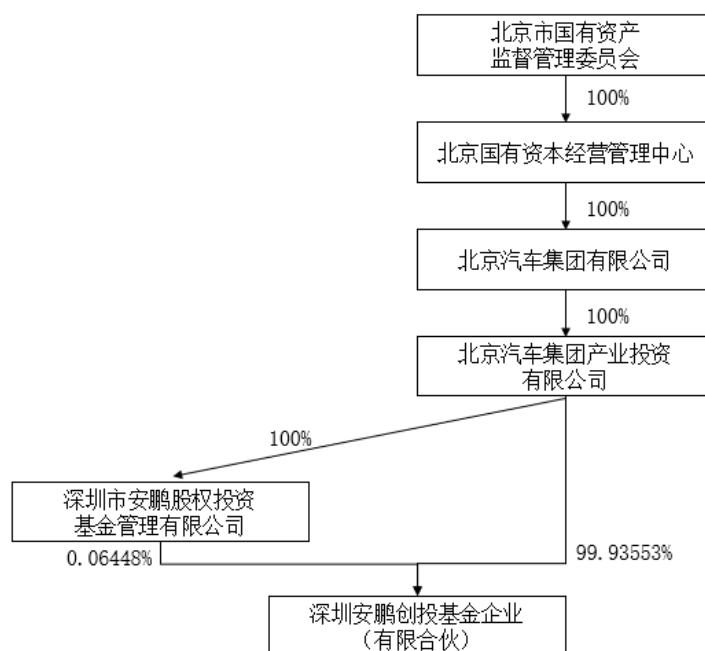 北京市国有资产
监督管理委员会
100%
北京国有资本经营管理中心
100%
北京汽车集团有限公司
100%
北京汽车集团产业投资
有限公司
100%
深圳市安鹏股权投资
基金管理有限公司
0.06448%
99.93553%
深圳安鹏创投基金企业
（有限合伙）